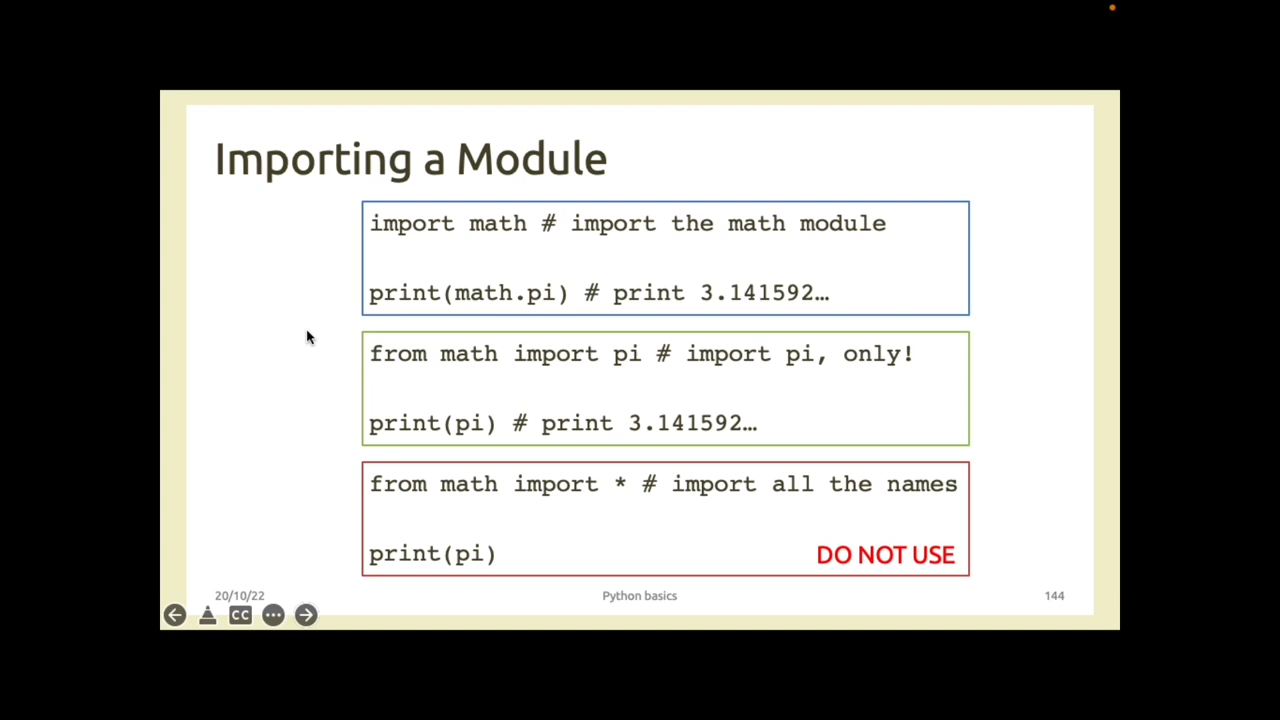 Importing a Module
import math # import the math module
print(math.pi) # print 3.141592…
from math import pi # import pi, only!
print(pi) # print 3.141592…
from math import * # import all the names
print(pi)
DO NOT USE
20/10/22
Python basics
144
CC